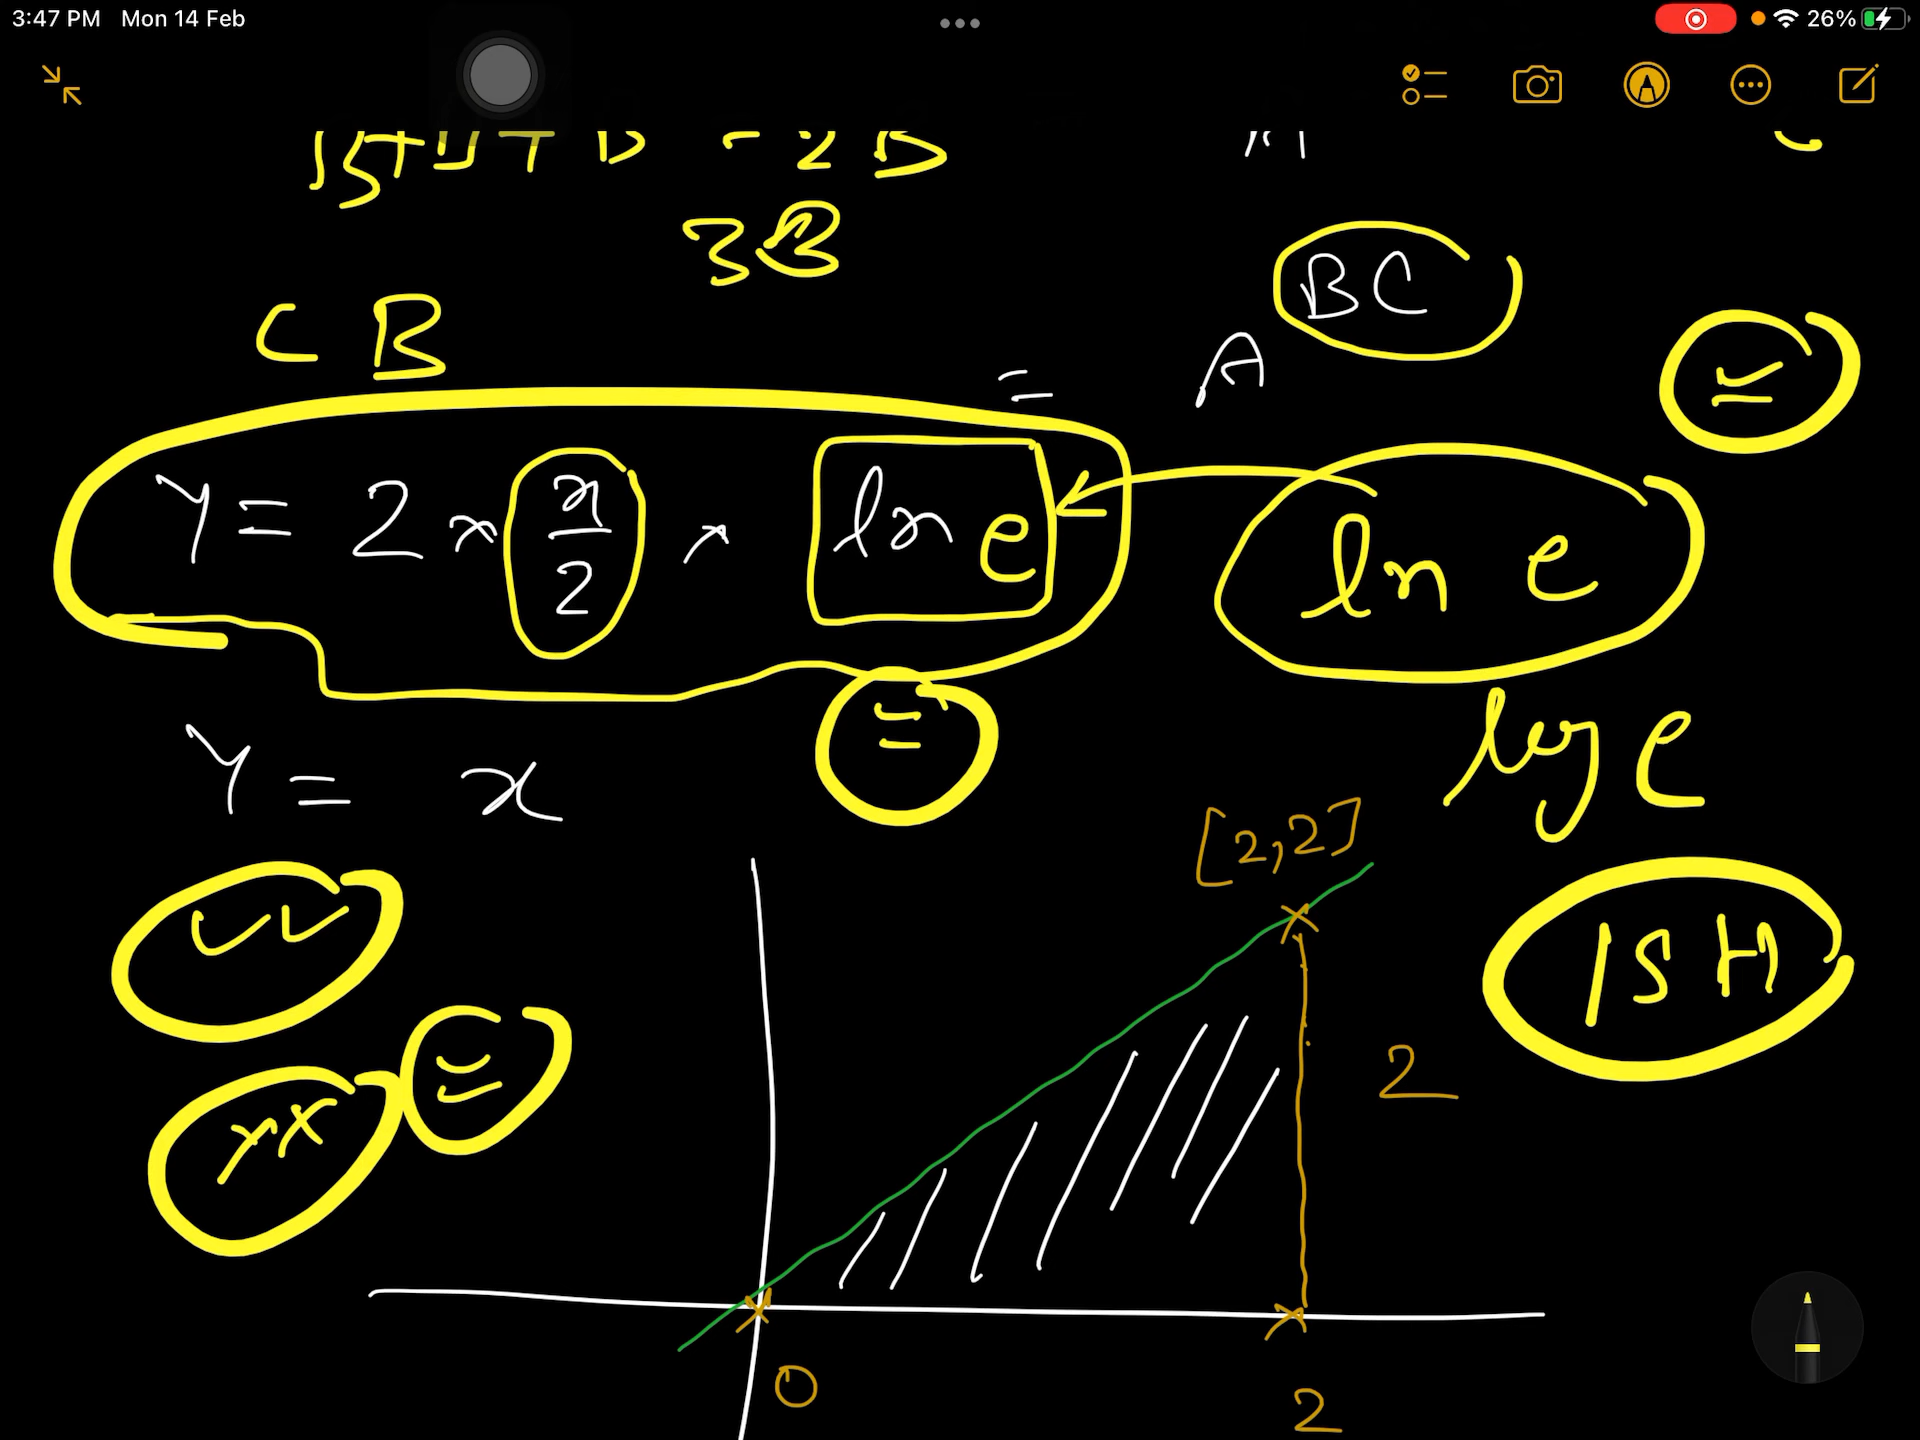 3:47 PM Mon 14 Feb 26%
3B
BC
C B
= A
Y = 2 × x/2 × ln e
ln e
Y = x
log e
[2,2]
ISH
2
0
2